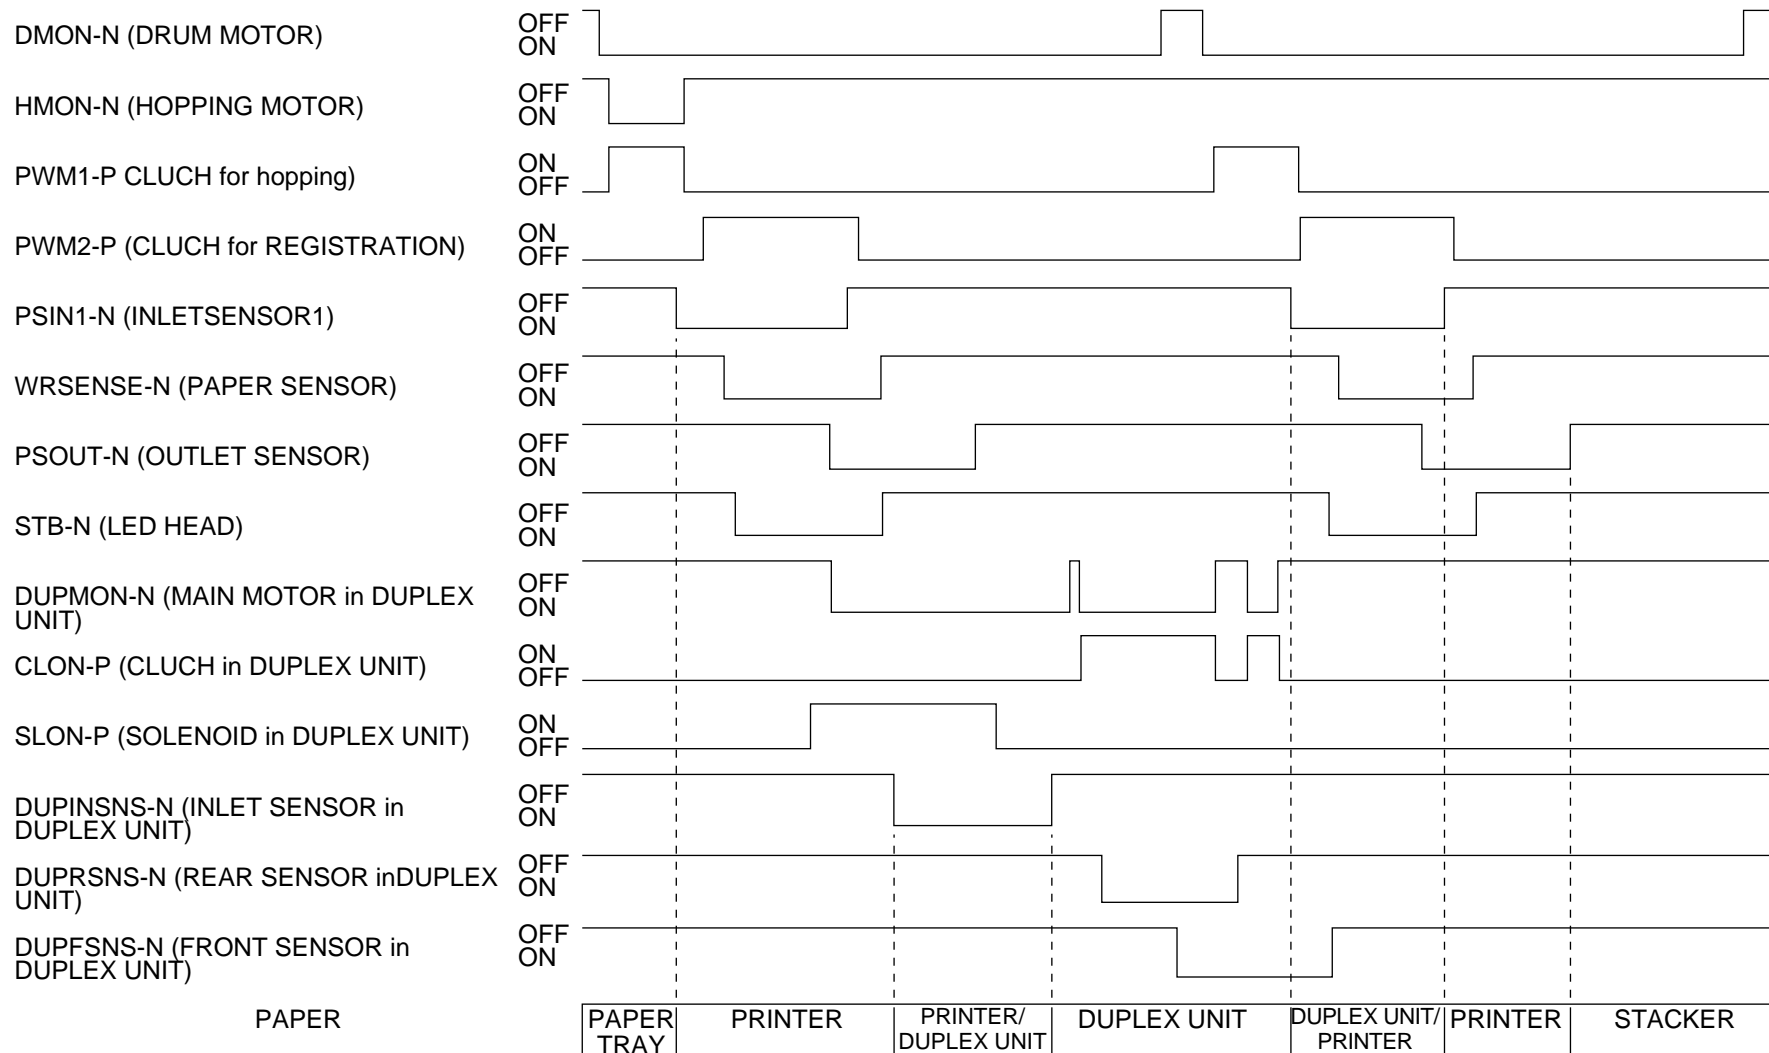 DMON-N (DRUM MOTOR)
OFF
ON
HMON-N (HOPPING MOTOR)
OFF
ON
PWM1-P CLUCH for hopping)
ON
OFF
PWM2-P (CLUCH for REGISTRATION)
ON
OFF
PSIN1-N (INLETSENSOR1)
OFF
ON
WRSENSE-N (PAPER SENSOR)
OFF
ON
PSOUT-N (OUTLET SENSOR)
OFF
ON
STB-N (LED HEAD)
OFF
ON
DUPMON-N (MAIN MOTOR in DUPLEX
UNIT)
OFF
ON
CLON-P (CLUCH in DUPLEX UNIT)
ON
OFF
SLON-P (SOLENOID in DUPLEX UNIT)
ON
OFF
DUPINSNS-N (INLET SENSOR in
DUPLEX UNIT)
OFF
ON
DUPRSNS-N (REAR SENSOR inDUPLEX
UNIT)
OFF
ON
DUPFSNS-N (FRONT SENSOR in
DUPLEX UNIT)
OFF
ON
PAPER
PAPER
TRAY
PRINTER
PRINTER/
DUPLEX UNIT
DUPLEX UNIT
DUPLEX UNIT/
PRINTER
PRINTER
STACKER